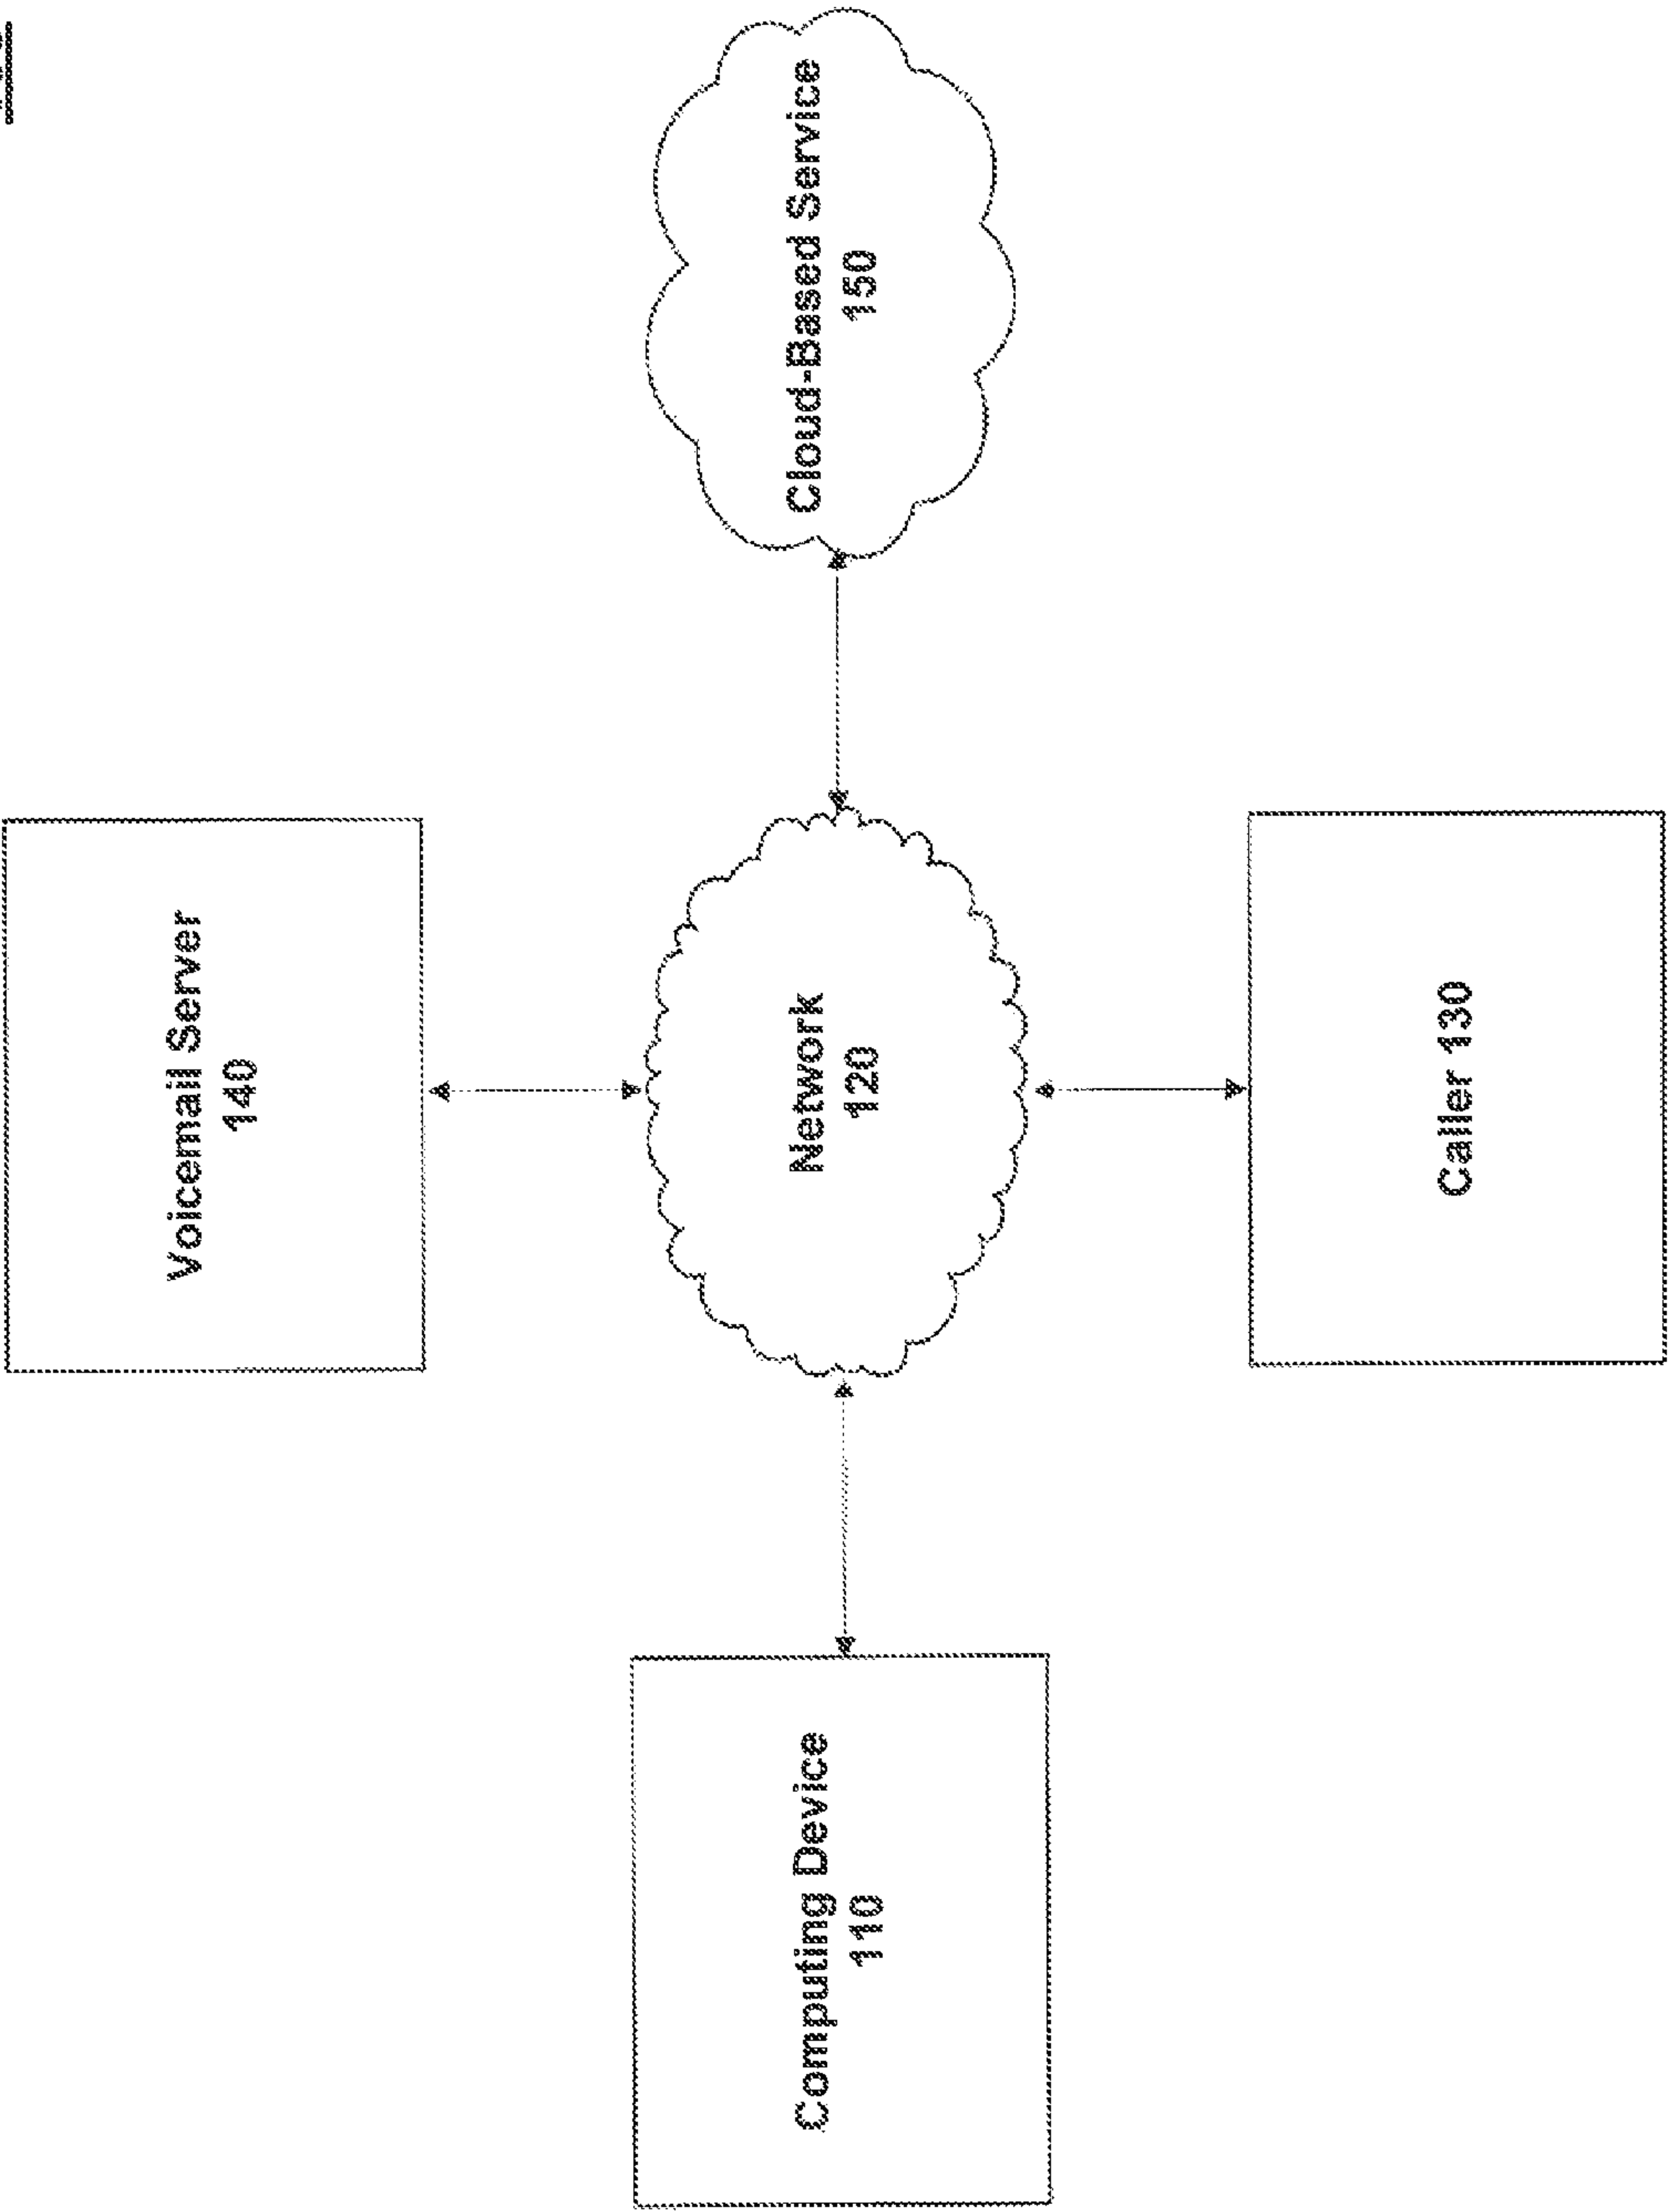 Voicemail Server
140
Computing Device
110
Network
120
Cloud-Based Service
150
Caller 130